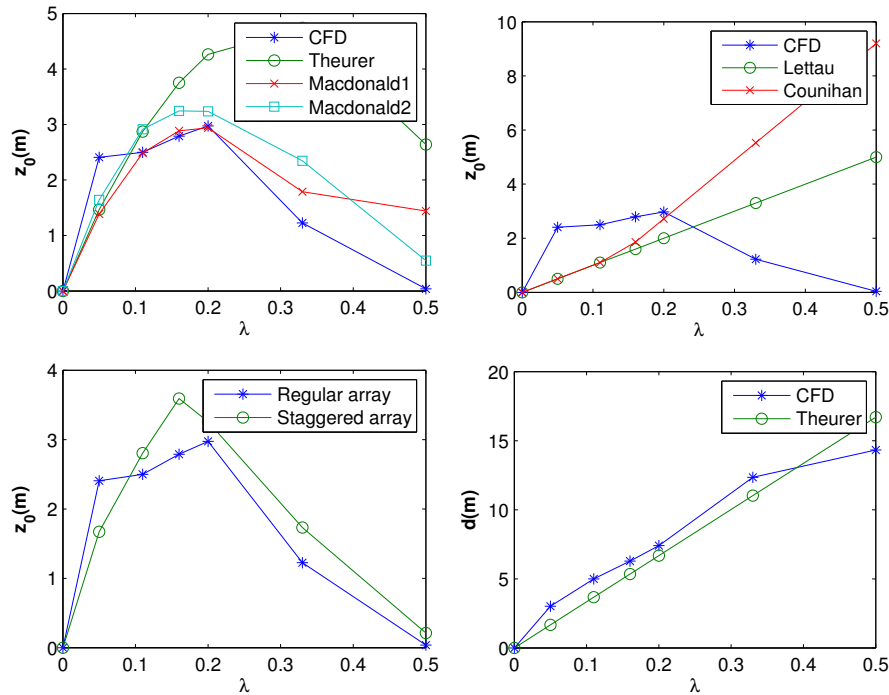 5
4
3
2
1
0
z0(m)
0
0.1
0.2
0.3
0.4
0.5
λ
CFD
Theurer
Macdonald1
Macdonald2
10
8
6
4
2
0
z0(m)
0
0.1
0.2
0.3
0.4
0.5
λ
CFD
Lettau
Counihan
4
3
2
1
0
z0(m)
0
0.1
0.2
0.3
0.4
0.5
λ
Regular array
Staggered array
20
15
10
5
0
d(m)
0
0.1
0.2
0.3
0.4
0.5
λ
CFD
Theurer